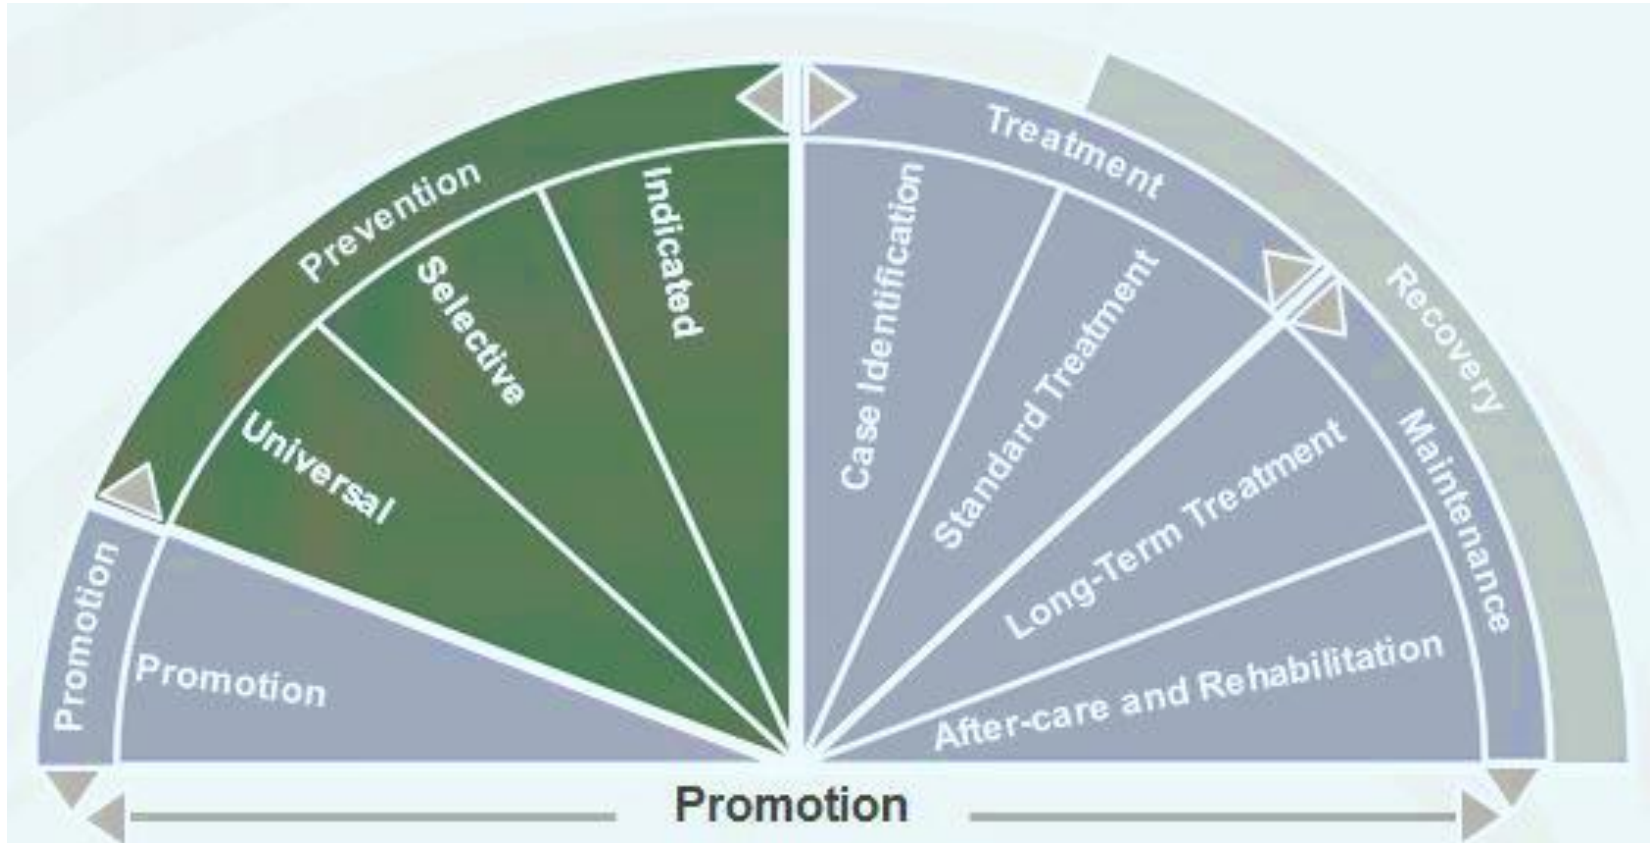 Promotion
Promotion
Prevention
Universal
Selective
Indicated
Treatment
Case Identification
Standard Treatment
Recovery
Maintenance
Long-Term Treatment
After-care and Rehabilitation
Promotion